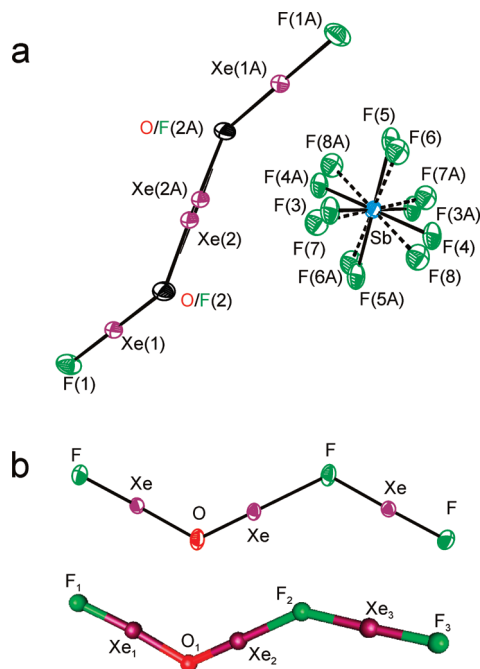 a
F(1A)
Xe(1A)
O/F(2A)
Xe(2A)
Xe(2)
O/F(2)
Xe(1)
F(1)
F(5)
F(6)
F(8A)
F(7A)
F(4A)
F(3)
F(3A)
Sb
F(7)
F(4)
F(8)
F(6A)
F(5A)
b
F
Xe
O
Xe
F
Xe
F
F₁
Xe₁
O₁
Xe₂
F₂
Xe₃
F₃